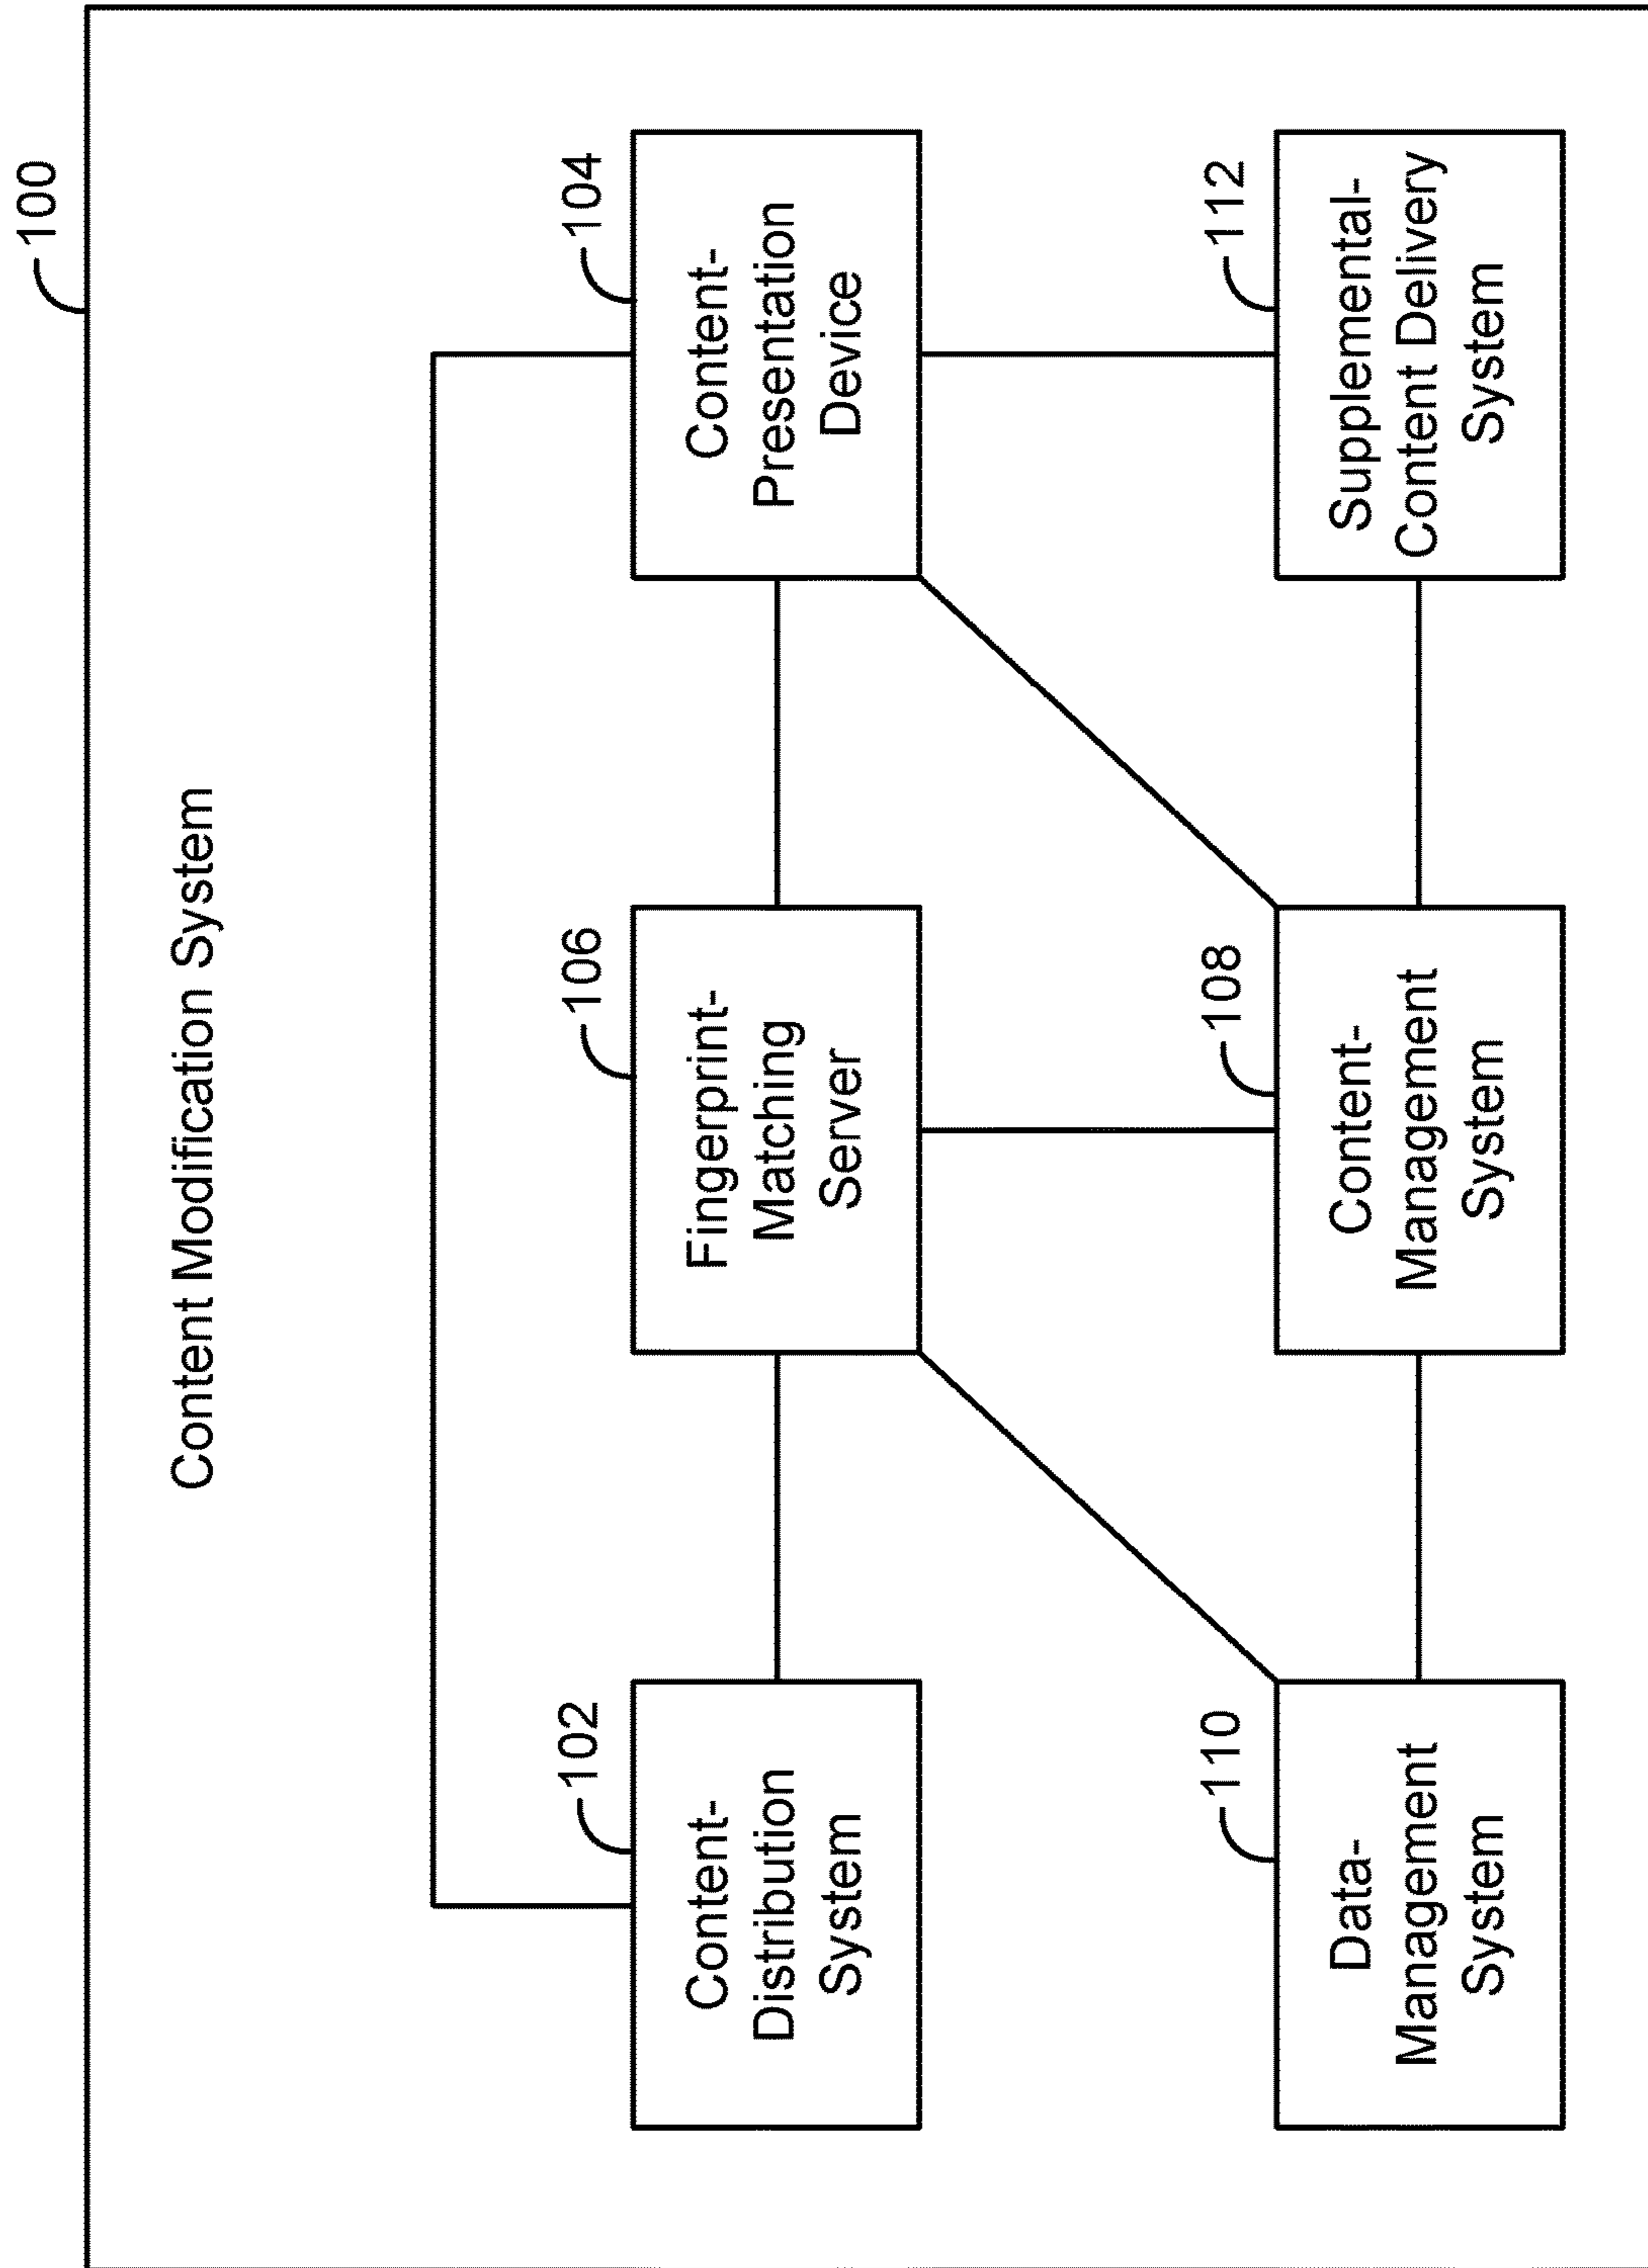 100
Content Modification System
102
Content-
Distribution
System
106
Fingerprint-
Matching
Server
104
Content-
Presentation
Device
110
Data-
Management
System
108
Content-
Management
System
112
Supplemental-
Content Delivery
System